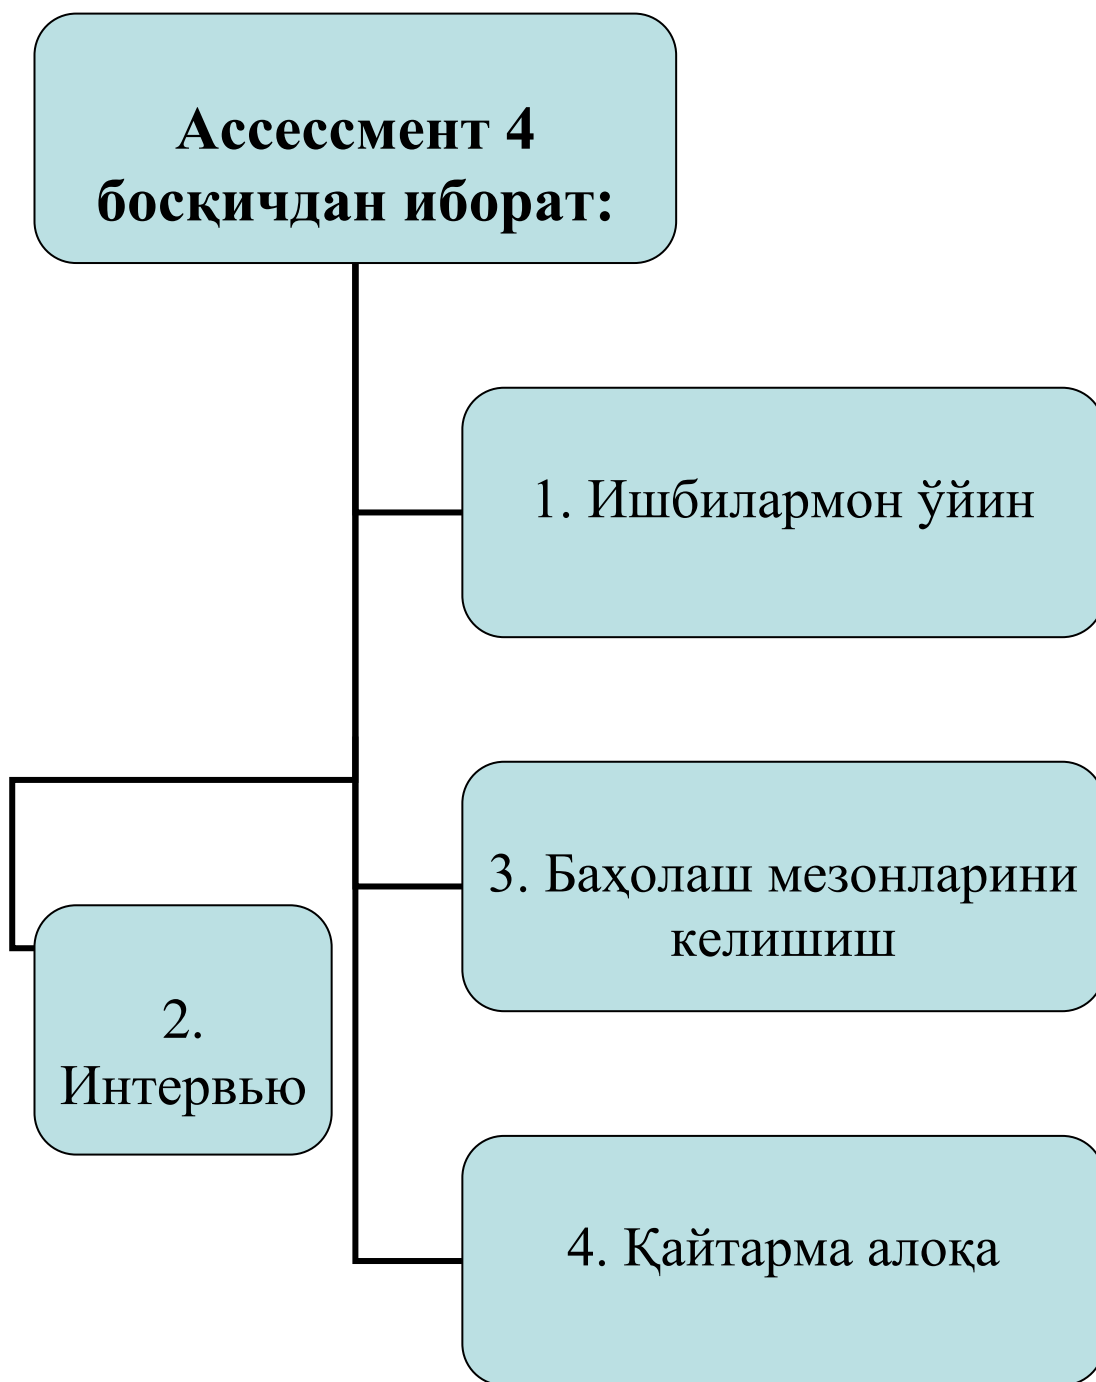 Ассессмент 4
босқичдан иборат:
1. Ишбилармон ўйин
2.
Интервью
3. Баҳолаш мезонларини
келишиш
4. Қайтарма алоқа